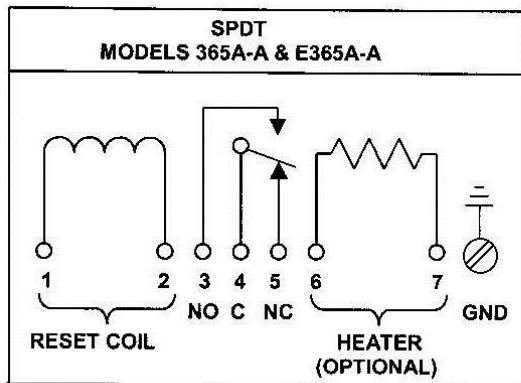 SPDT
MODELS 365A-A & E365A-A
1 2 3 4 5 6 7
NO C NC GND
RESET COIL HEATER
(OPTIONAL)